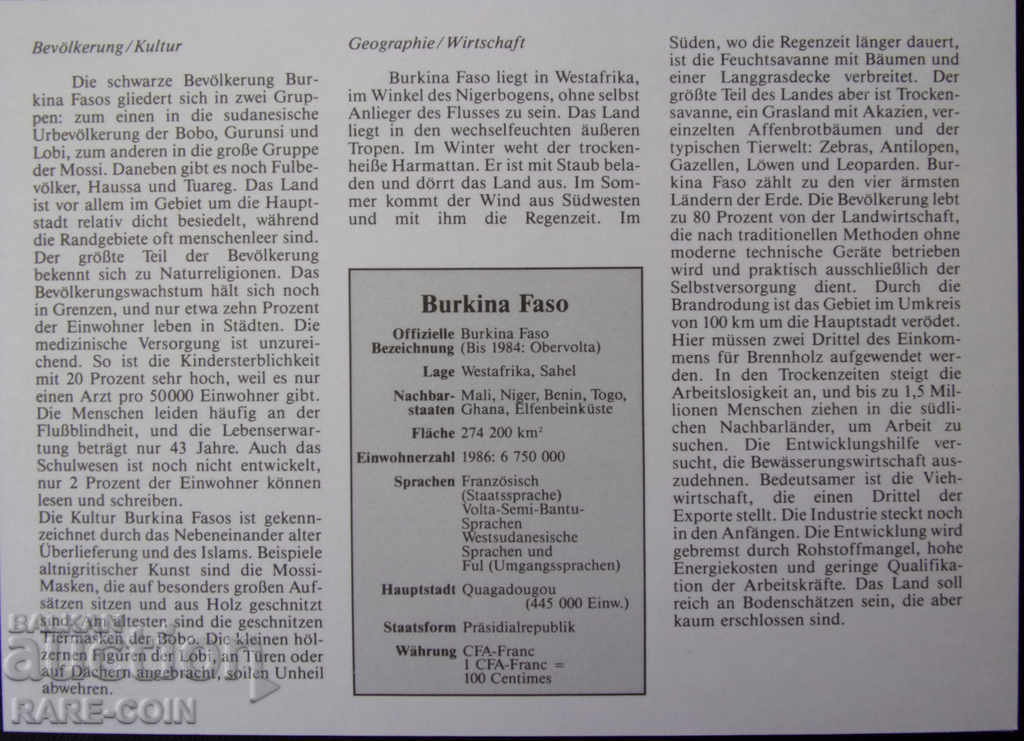 Bevölkerung/Kultur
Die schwarze Bevölkerung Bur-
kina Fasos gliedert sich in zwei Grup-
pen: zum einen in die sudanesische
Urbevölkerung der Bobo, Gurunsi und
Lobi, zum anderen in die große Gruppe
der Mossi. Daneben gibt es noch Fulbe-
völker, Haussa und Tuareg. Das Land
ist vor allem im Gebiet um die Haupt-
stadt relativ dicht besiedelt, während
die Randgebiete oft menschenleer sind.
Der größte Teil der Bevölkerung
bekennt sich zu Naturreligionen. Das
Bevölkerungswachstum hält sich noch
in Grenzen, und nur etwa zehn Prozent
der Einwohner leben in Städten. Die
medizinische Versorgung ist unzurei-
chend. So ist die Kindersterblichkeit
mit 20 Prozent sehr hoch, weil es nur
einen Arzt pro 50000 Einwohner gibt.
Die Menschen leiden häufig an der
Flußblindheit, und die Lebenserwar-
tung beträgt nur 43 Jahre. Auch das
Schulwesen ist noch nicht entwickelt,
nur 2 Prozent der Einwohner können
lesen und schreiben.
Die Kultur Burkina Fasos ist gekenn-
zeichnet durch das Nebeneinander alter
Überlieferung und des Islams. Beispiele
altnigritischer Kunst sind die Mossi-
Masken, die auf besonders großen Auf-
sätzen sitzen und aus Holz geschnitzt
sind. Am ältesten sind die geschnitzen
Tiermasken der Bobo. Die kleinen höl-
zernen Figuren der Lobi, an Türen oder
auf Dächern angebracht, sollen Unheil
abwehren.
Geographie/Wirtschaft
Burkina Faso liegt in Westafrika,
im Winkel des Nigerbogens, ohne selbst
Anlieger des Flusses zu sein. Das Land
liegt in den wechselfeuchten äußeren
Tropen. Im Winter weht der trocken-
heiße Harmattan. Er ist mit Staub bela-
den und dörrt das Land aus. Im Som-
mer kommt der Wind aus Südwesten
und mit ihm die Regenzeit. Im
Burkina Faso
Offizielle Burkina Faso
Bezeichnung (Bis 1984: Obervolta)
Lage Westafrika, Sahel
Nachbar- Mali, Niger, Benin, Togo,
staaten Ghana, Elfenbeinküste
Fläche 274 200 km²
Einwohnerzahl 1986: 6 750 000
Sprachen Französisch
(Staatssprache)
Volta-Semi-Bantu-
Sprachen
Westsudanesische
Sprachen und
Ful (Umgangssprachen)
Hauptstadt Quagadougou
(445 000 Einw.)
Staatsform Präsidialrepublik
Währung CFA-Franc
1 CFA-Franc =
100 Centimes
Süden, wo die Regenzeit länger dauert,
ist die Feuchtsavanne mit Bäumen und
einer Langgrasdecke verbreitet. Der
größte Teil des Landes aber ist Trocken-
savanne, ein Grasland mit Akazien, ver-
einzelten Affenbrotbäumen und der
typischen Tierwelt: Zebras, Antilopen,
Gazellen, Löwen und Leoparden. Bur-
kina Faso zählt zu den vier ärmsten
Ländern der Erde. Die Bevölkerung lebt
zu 80 Prozent von der Landwirtschaft,
die nach traditionellen Methoden ohne
moderne technische Geräte betrieben
wird und praktisch ausschließlich der
Selbstversorgung dient. Durch die
Brandrodung ist das Gebiet im Umkreis
von 100 km um die Hauptstadt verödet.
Hier müssen zwei Drittel des Einkom-
mens für Brennholz aufgewendet wer-
den. In den Trockenzeiten steigt die
Arbeitslosigkeit an, und bis zu 1,5 Mil-
lionen Menschen ziehen in die südli-
chen Nachbarländer, um Arbeit zu
suchen. Die Entwicklungshilfe ver-
sucht, die Bewässerungswirtschaft aus-
zudehnen. Bedeutsamer ist die Vieh-
wirtschaft, die einen Drittel der
Exporte stellt. Die Industrie steckt noch
in den Anfängen. Die Entwicklung wird
gebremst durch Rohstoffmangel, hohe
Energiekosten und geringe Qualifika-
tion der Arbeitskräfte. Das Land soll
reich an Bodenschätzen sein, die aber
kaum erschlossen sind.
BALKAN
auction
RARE-COIN